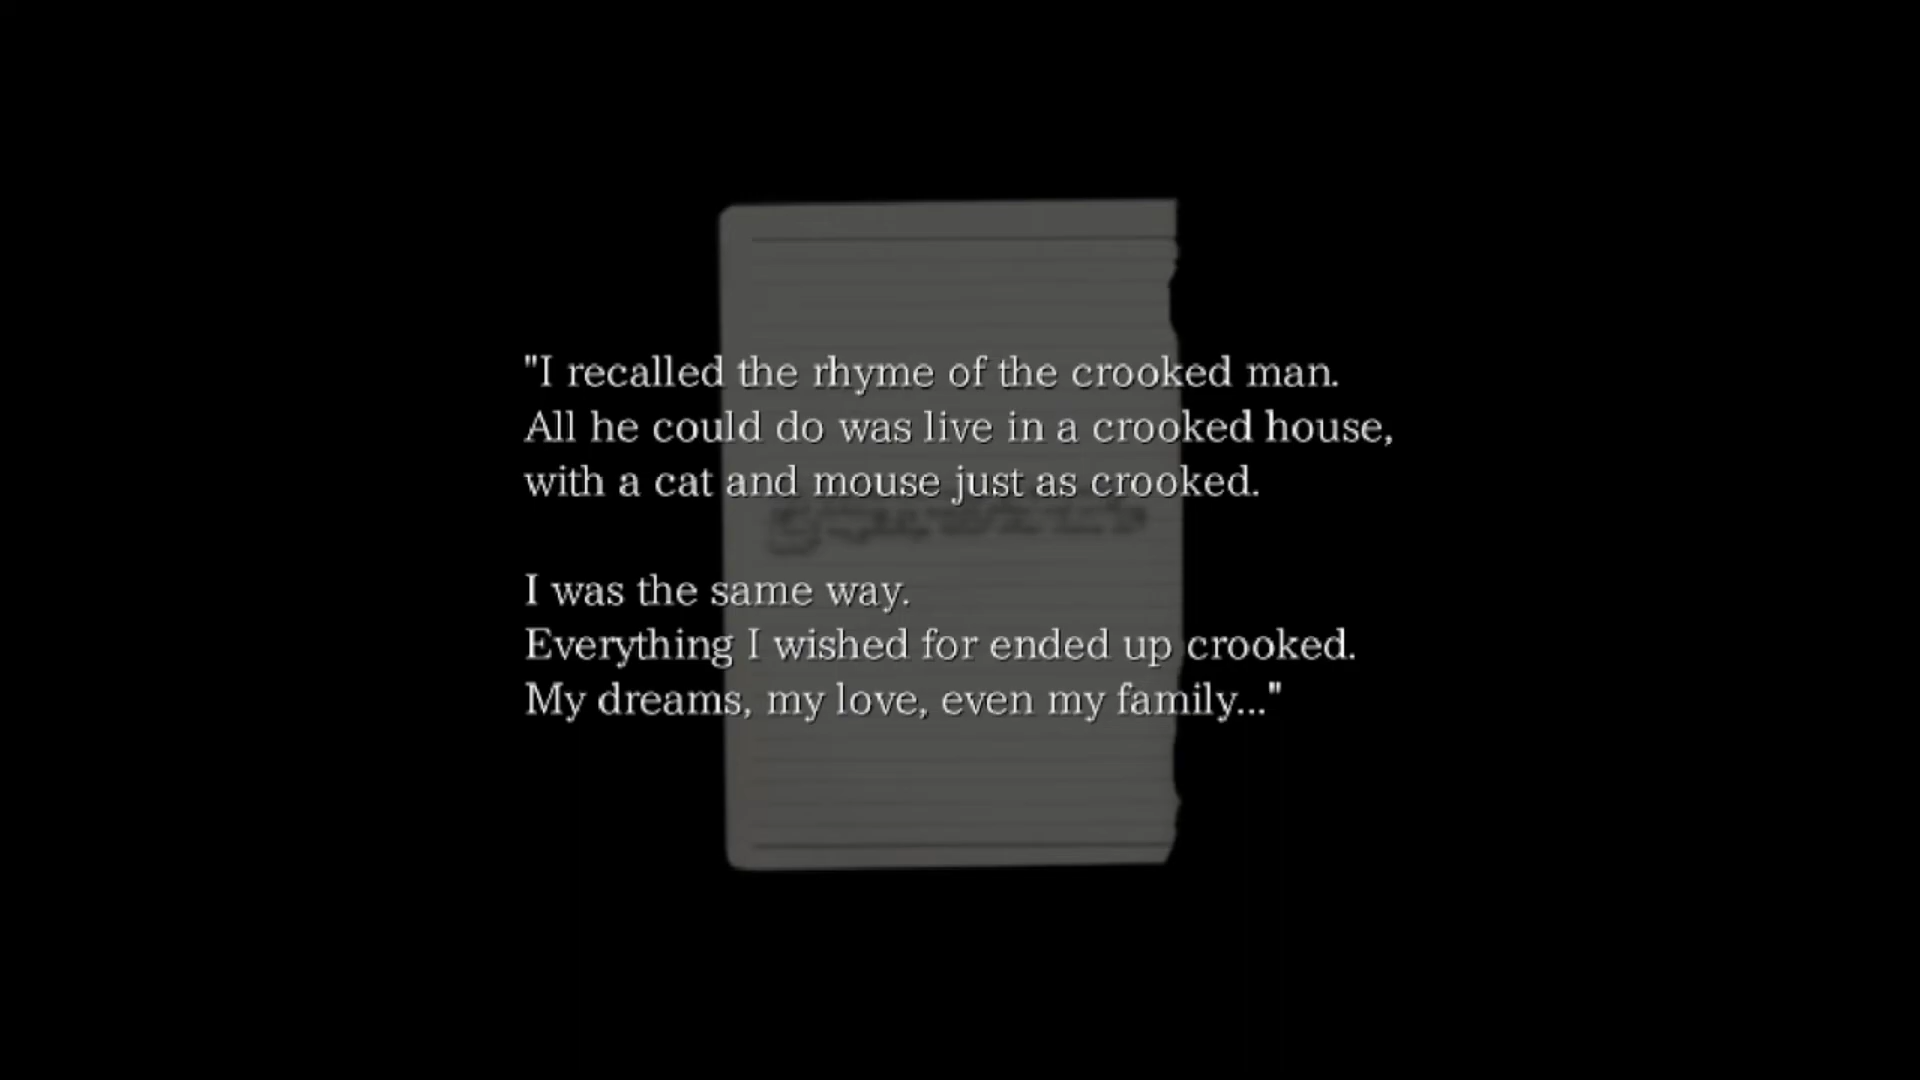 "I recalled the rhyme of the crooked man.
All he could do was live in a crooked house,
with a cat and mouse just as crooked.
I was the same way.
Everything I wished for ended up crooked.
My dreams, my love, even my family..."